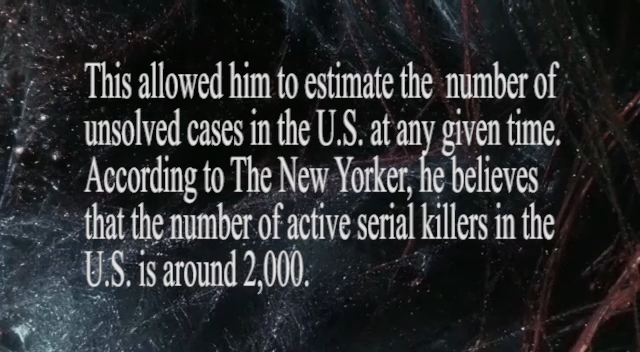 This allowed him to estimate the number of
unsolved cases in the U.S. at any given time.
According to The New Yorker, he believes
that the number of active serial killers in the
U.S. is around 2,000.